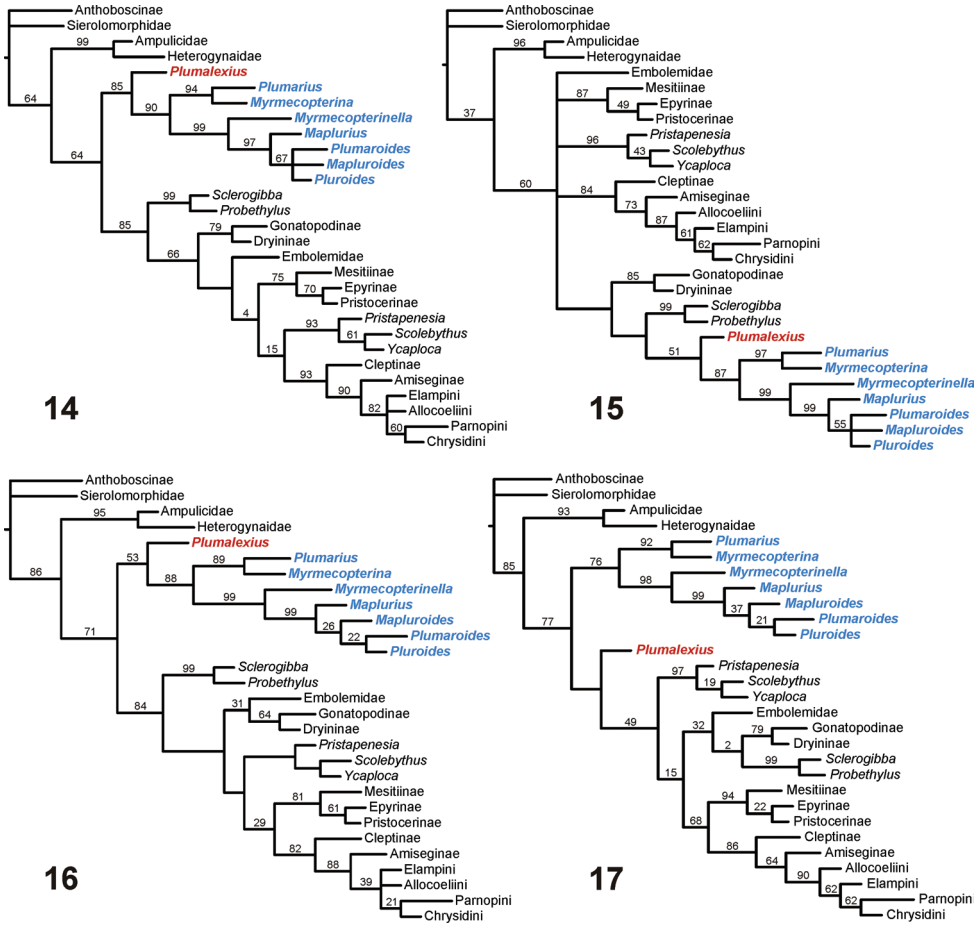 Anthoboscinae
Sierolomorphidae
99
Ampulicidae
Heterogynaidae
64
85
Plumalexius
94
Plumarius
90
Myrmecopterina
99
Myrmecopterinella
97
Maplurius
64
67
Plumaroides
Mapluroides
Pluroides
99
Sclerogibba
Probethylus
85
79
Gonatopodinae
66
Dryininae
Embolemidae
75
Mesitiinae
70
Epyrinae
4
Pristocerinae
93
Pristapenesia
61
Scolebythus
15
Ycaploca
93
Cleptinae
90
Amiseginae
Elampini
82
Allocoeliini
60
Parnopini
Chrysidini
14
Anthoboscinae
Sierolomorphidae
96
Ampulicidae
Heterogynaidae
37
Embolemidae
87
Mesitiinae
49
Epyrinae
Pristocerinae
96
Pristapenesia
43
Scolebythus
Ycaploca
60
84
Cleptinae
73
Amiseginae
87
Allocoeliini
61
Elampini
62
Parnopini
Chrysidini
85
Gonatopodinae
Dryininae
99
Sclerogibba
Probethylus
51
Plumalexius
87
97
Plumarius
Myrmecopterina
99
Myrmecopterinella
99
Maplurius
55
Plumaroides
Mapluroides
Pluroides
15
Anthoboscinae
Sierolomorphidae
95
Ampulicidae
Heterogynaidae
86
53
Plumalexius
89
Plumarius
88
Myrmecopterina
99
Myrmecopterinella
99
Maplurius
26
Mapluroides
71
22
Plumaroides
Pluroides
99
Sclerogibba
Probethylus
84
31
Embolemidae
64
Gonatopodinae
Dryininae
Pristapenesia
Scolebythus
Ycaploca
81
Mesitiinae
61
Epyrinae
29
Pristocerinae
82
Cleptinae
88
Amiseginae
Elampini
39
Allocoeliini
21
Parnopini
Chrysidini
16
Anthoboscinae
Sierolomorphidae
93
Ampulicidae
Heterogynaidae
85
92
Plumarius
76
Myrmecopterina
98
Myrmecopterinella
99
Maplurius
37
Mapluroides
21
Plumaroides
77
Pluroides
Plumalexius
97
Pristapenesia
19
Scolebythus
Ycaploca
49
32
Embolemidae
79
Gonatopodinae
2
Dryininae
99
Sclerogibba
15
Probethylus
94
Mesitiinae
22
Epyrinae
68
Pristocerinae
86
Cleptinae
64
Amiseginae
90
Allocoeliini
62
Elampini
62
Parnopini
Chrysidini
17